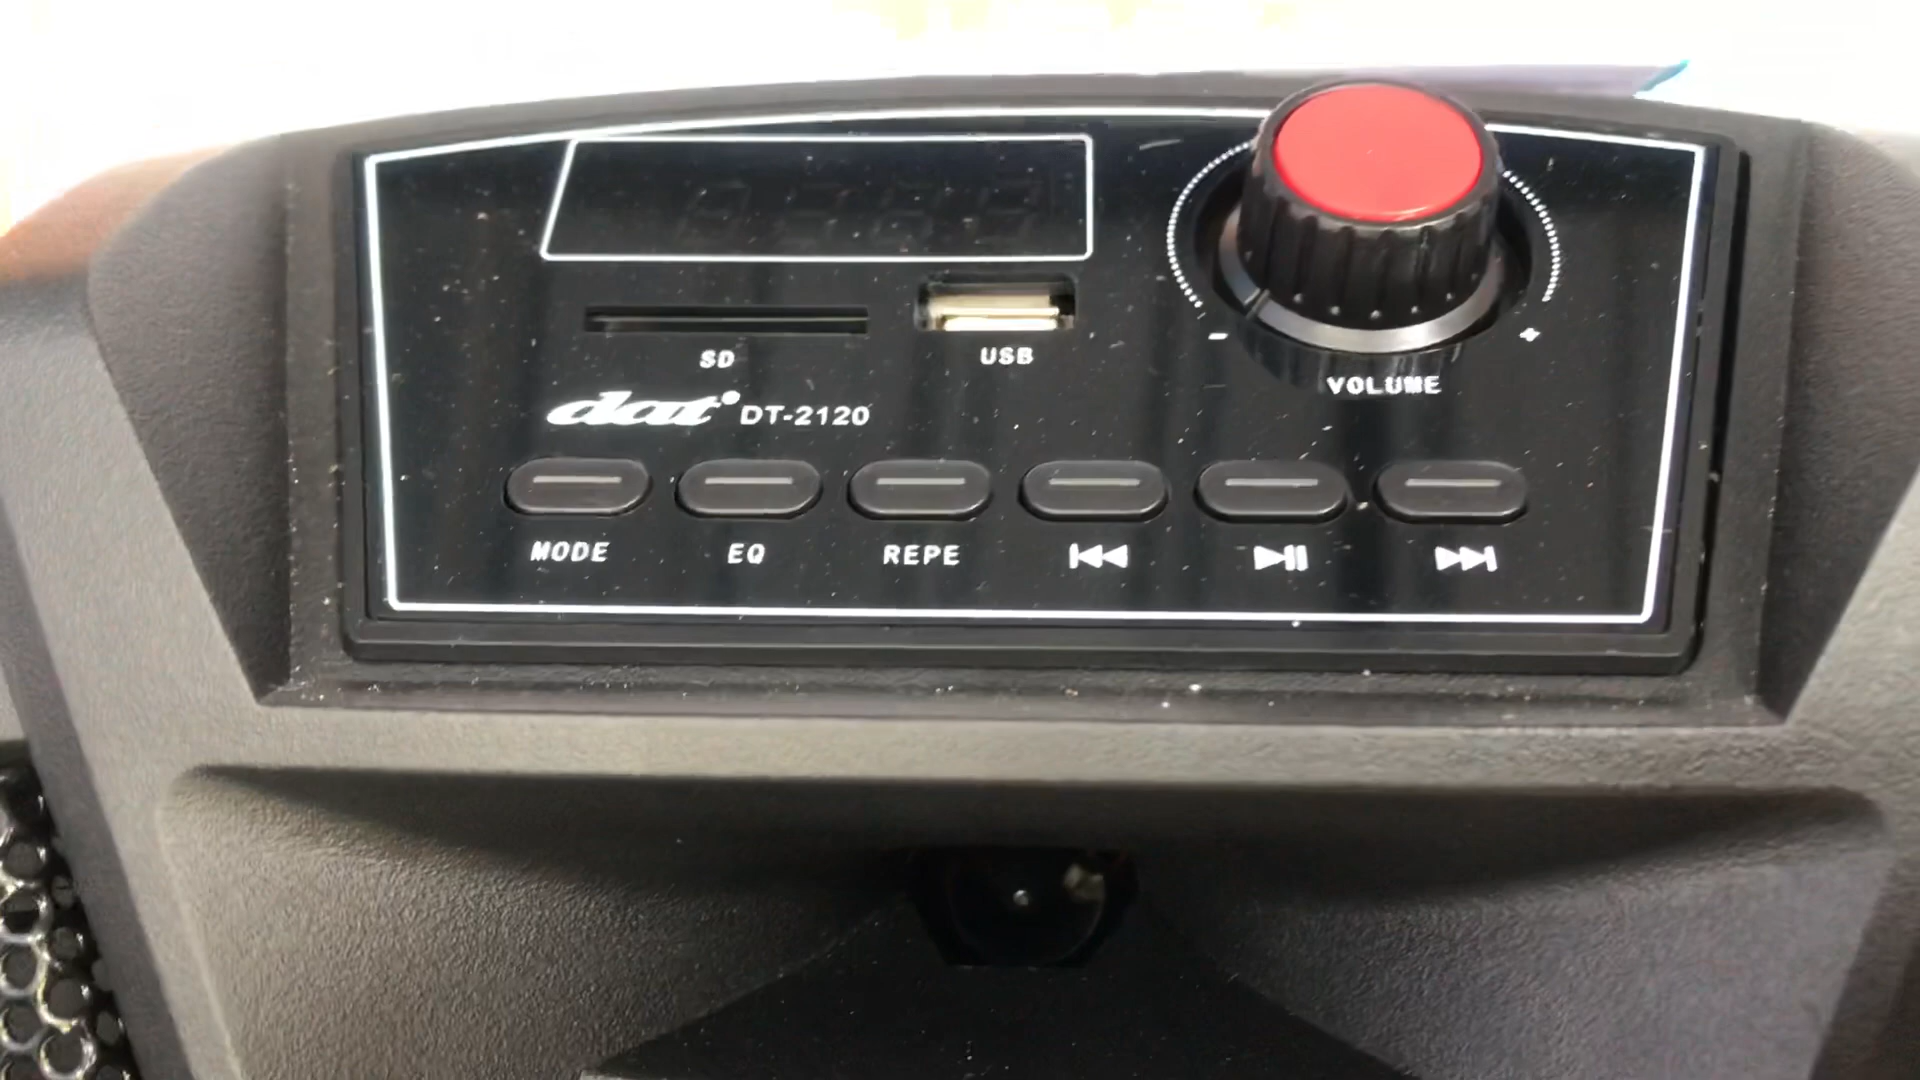 SD
USB
- +
VOLUME
dat DT-2120
MODE EQ REPE